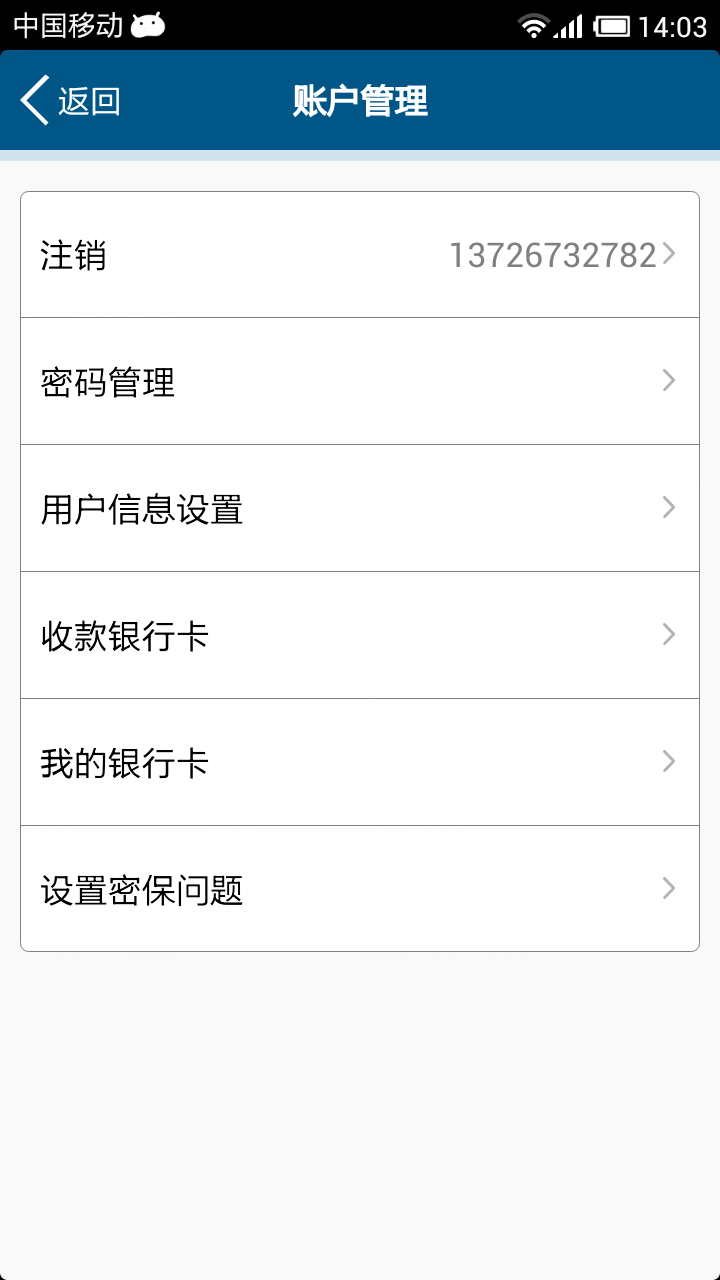 中国移动 14:03
返回 账户管理
注销 13726732782
密码管理
用户信息设置
收款银行卡
我的银行卡
设置密保问题